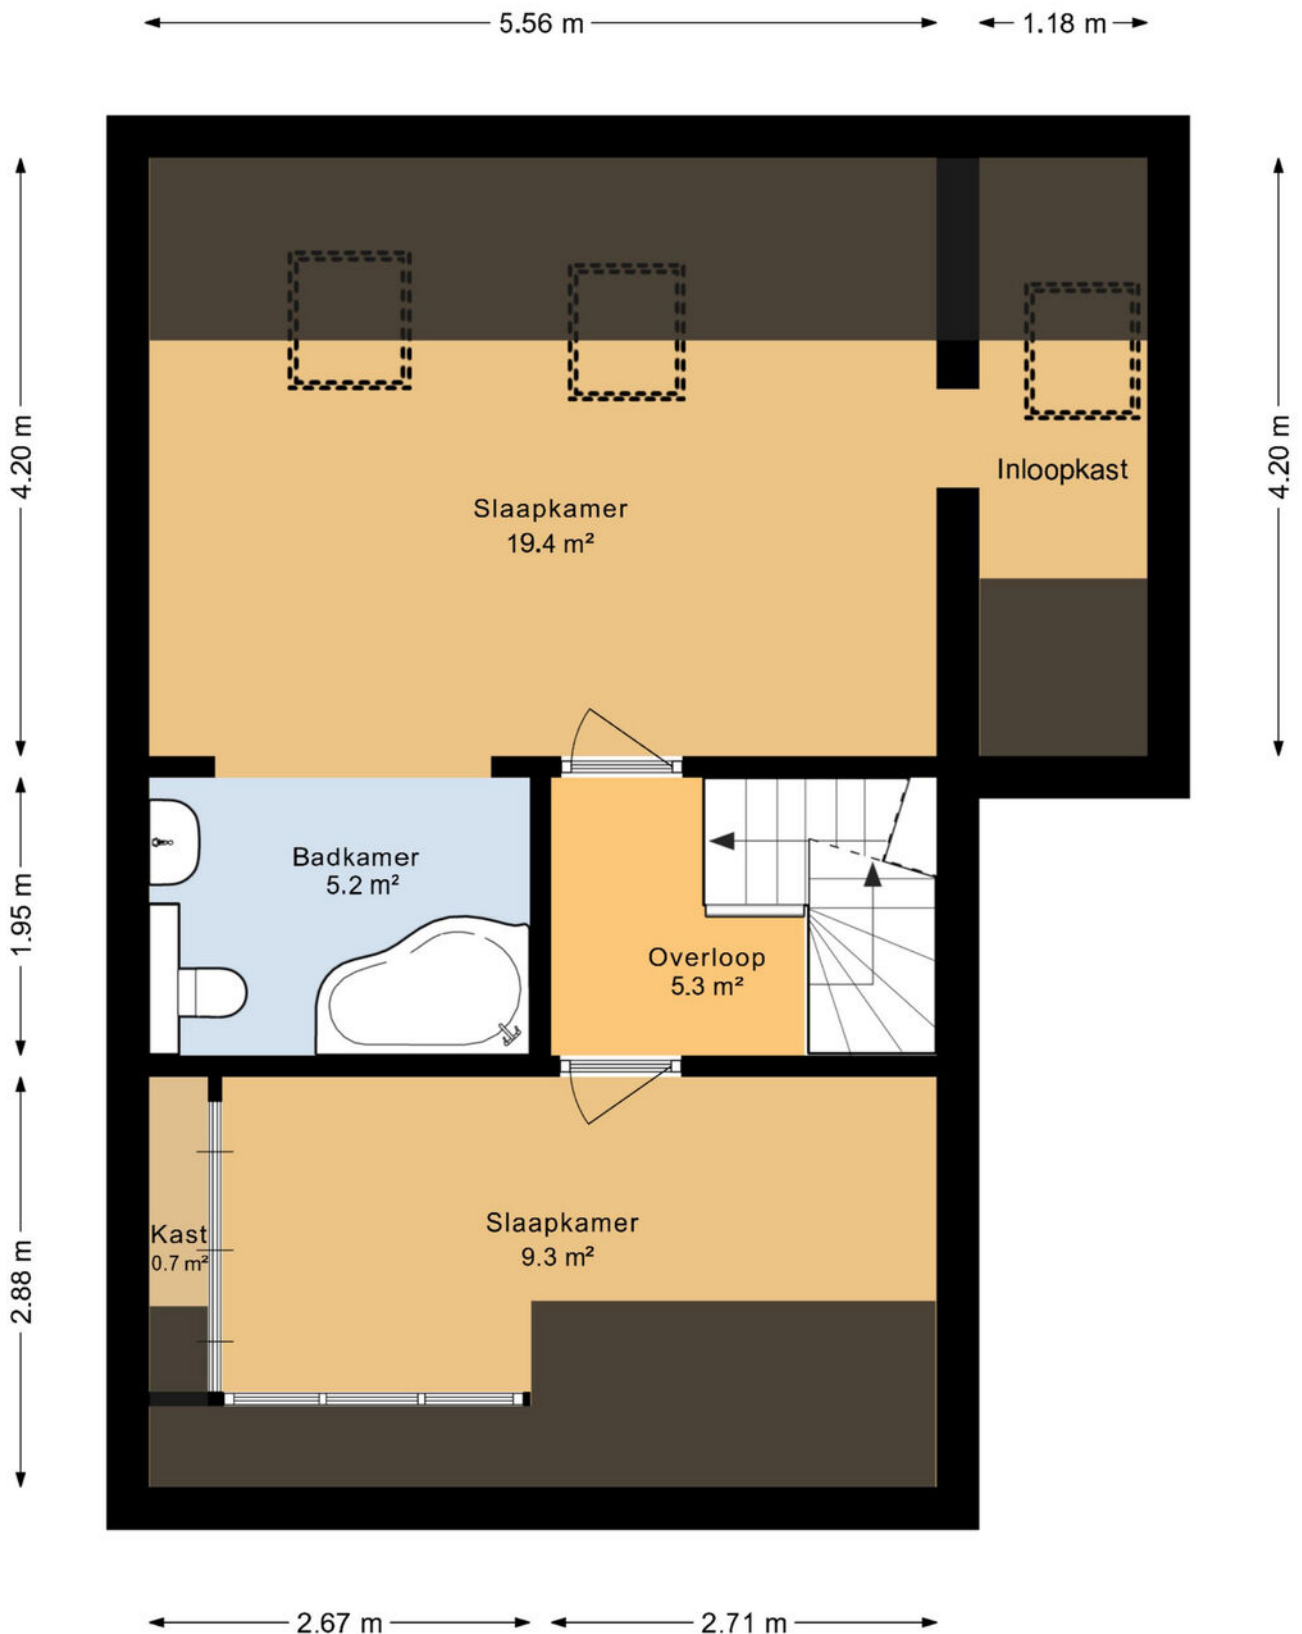 5.56 m
1.18 m
4.20 m
4.20 m
Inloopkast
Slaapkamer
19.4 m²
Badkamer
5.2 m²
1.95 m
Overloop
5.3 m²
Kast
0.7 m²
Slaapkamer
9.3 m²
2.88 m
2.67 m
2.71 m